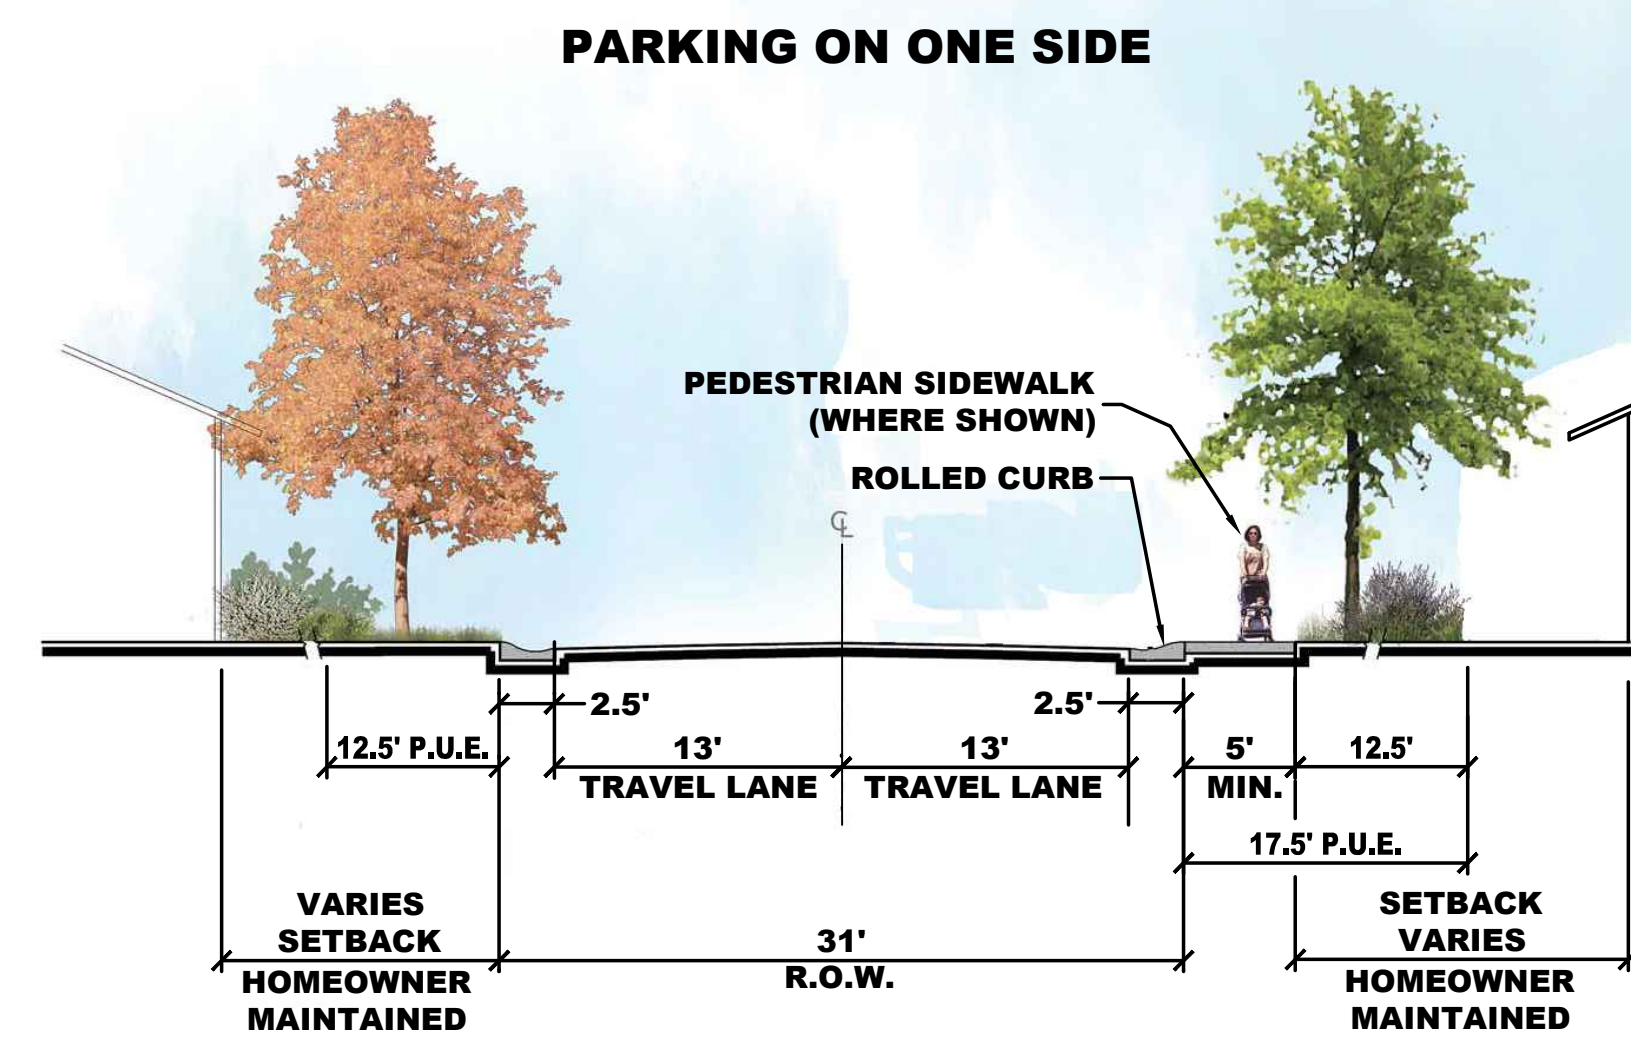 PARKING ON ONE SIDE
PEDESTRIAN SIDEWALK
(WHERE SHOWN)
ROLLED CURB
℄
2.5'
2.5'
12.5' P.U.E.
13'
13'
5'
12.5'
TRAVEL LANE
TRAVEL LANE
MIN.
17.5' P.U.E.
VARIES
SETBACK
HOMEOWNER
MAINTAINED
31'
R.O.W.
SETBACK
VARIES
HOMEOWNER
MAINTAINED